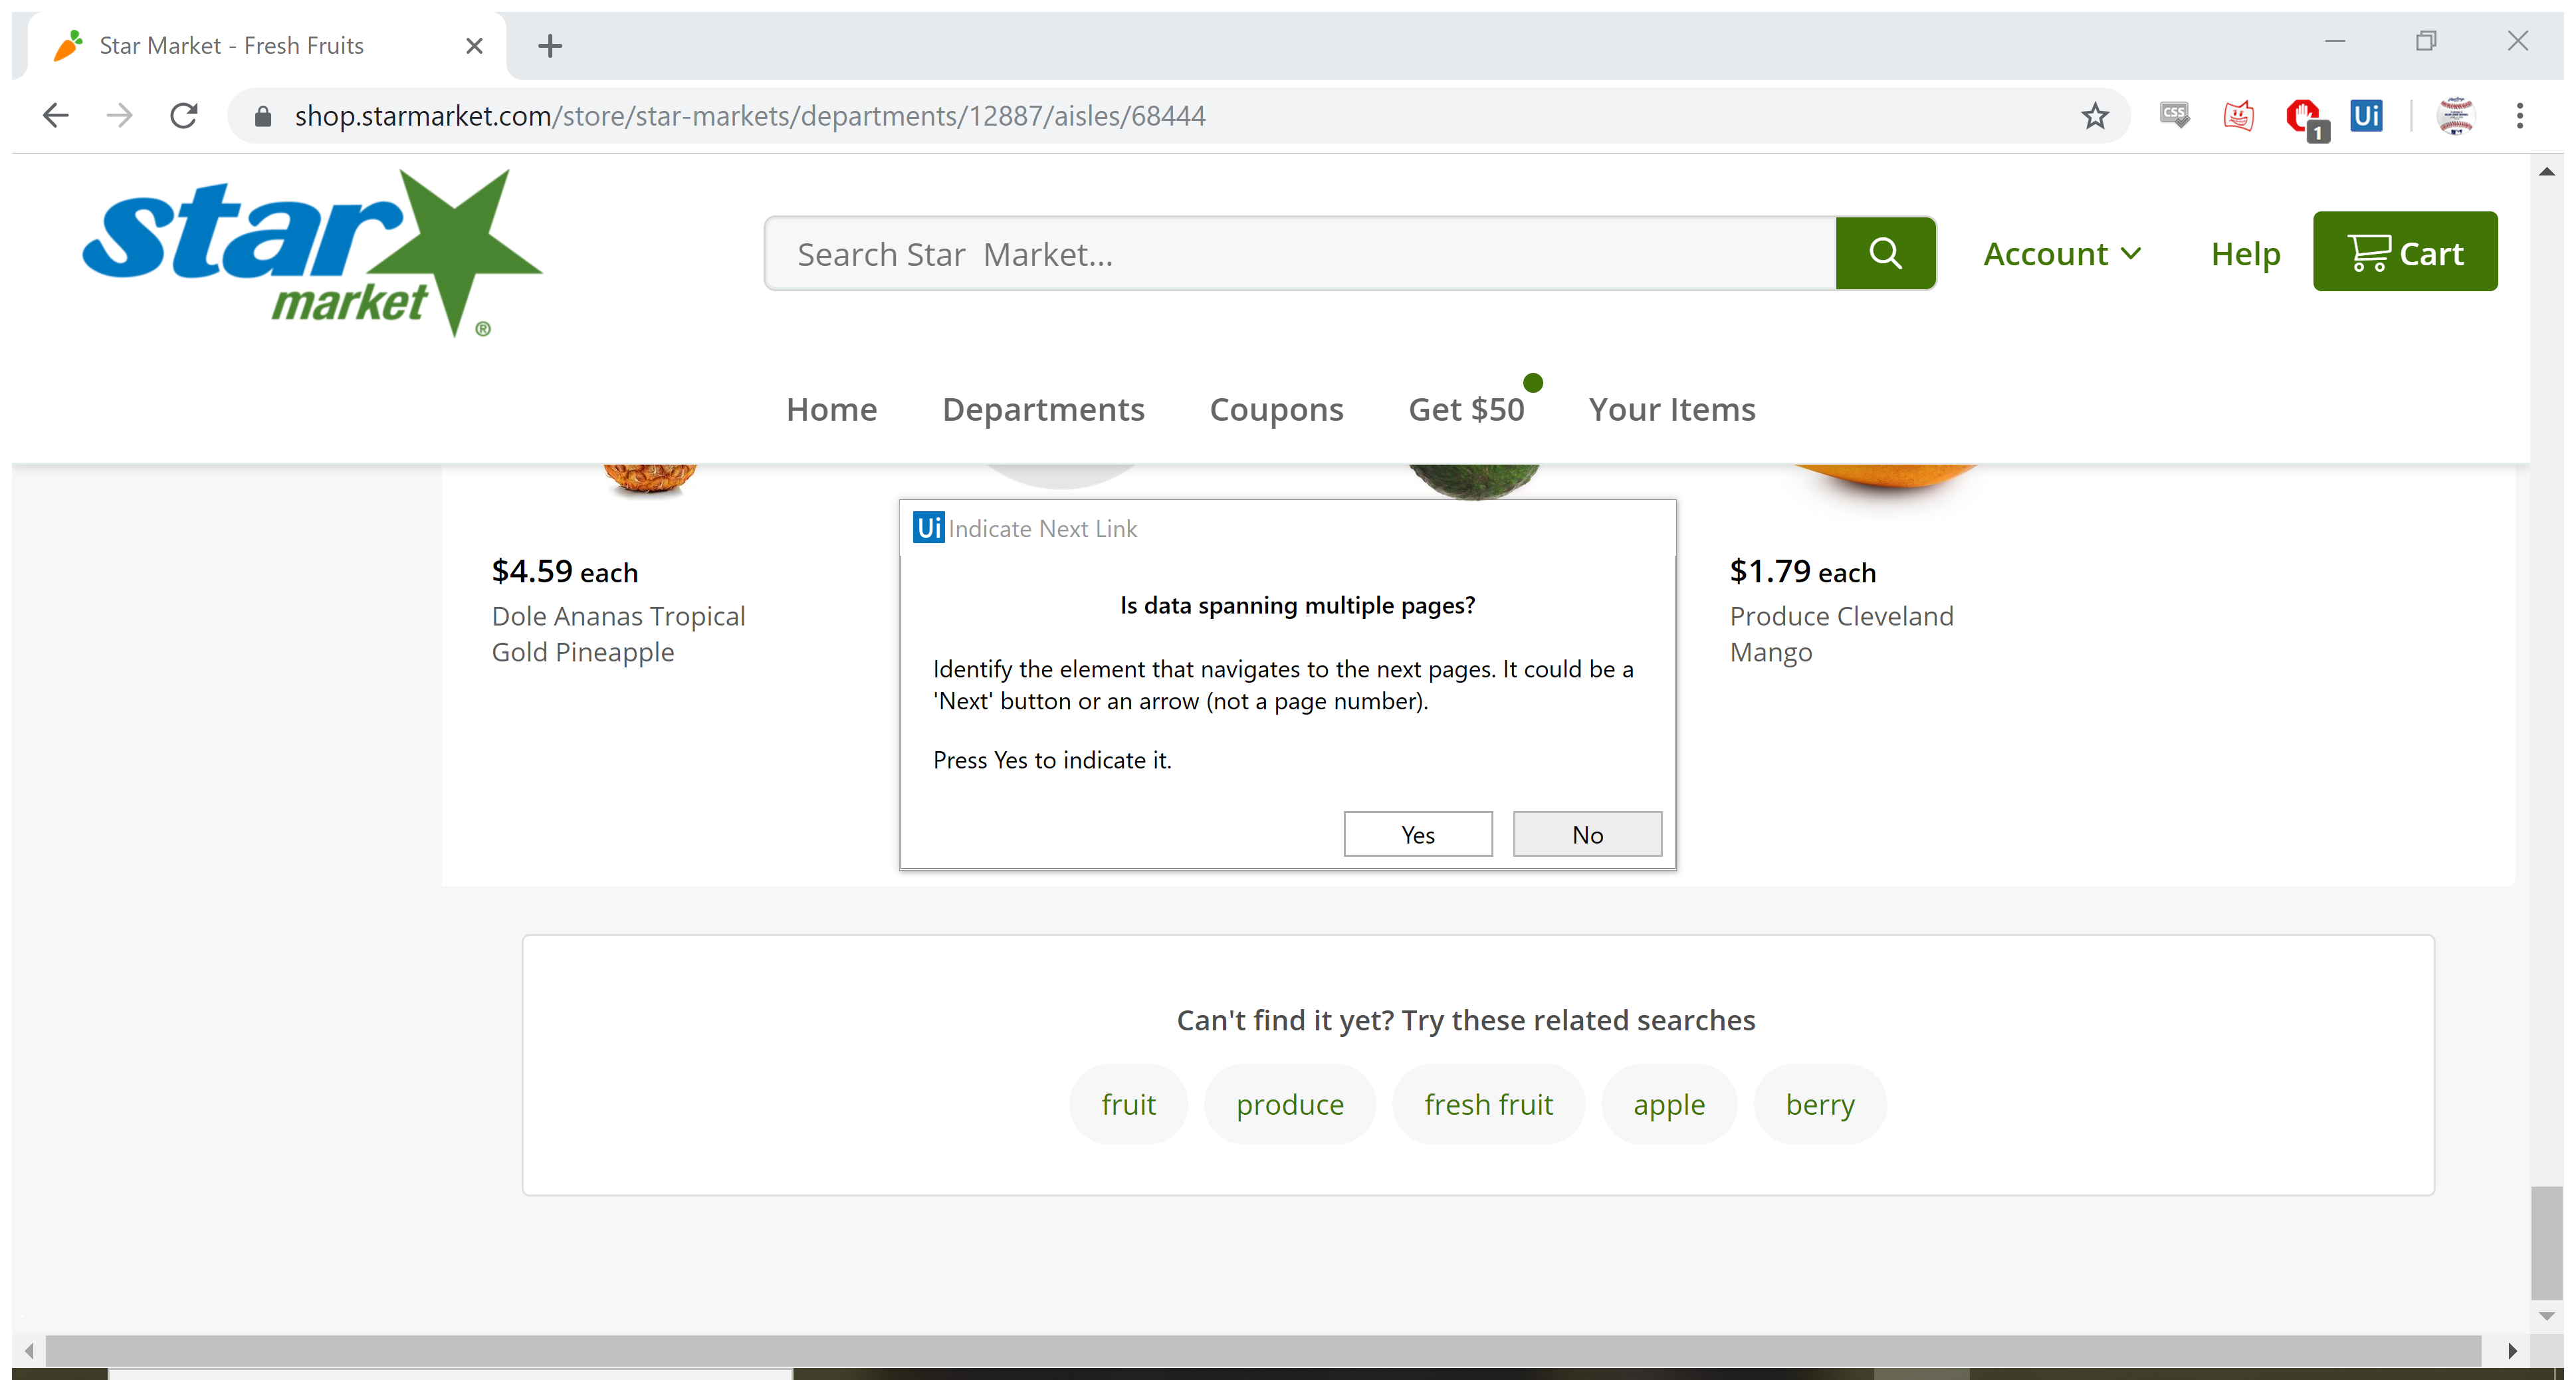 Star Market - Fresh Fruits
shop.starmarket.com/store/star-markets/departments/12887/aisles/68444
CSS
1
Ui
star
market®
Search Star Market...
Account
Help
Cart
Home
Departments
Coupons
Get $50
Your Items
Ui Indicate Next Link
Is data spanning multiple pages?
Identify the element that navigates to the next pages. It could be a
'Next' button or an arrow (not a page number).
Press Yes to indicate it.
Yes
No
$4.59 each
Dole Ananas Tropical
Gold Pineapple
$1.79 each
Produce Cleveland
Mango
Can't find it yet? Try these related searches
fruit
produce
fresh fruit
apple
berry